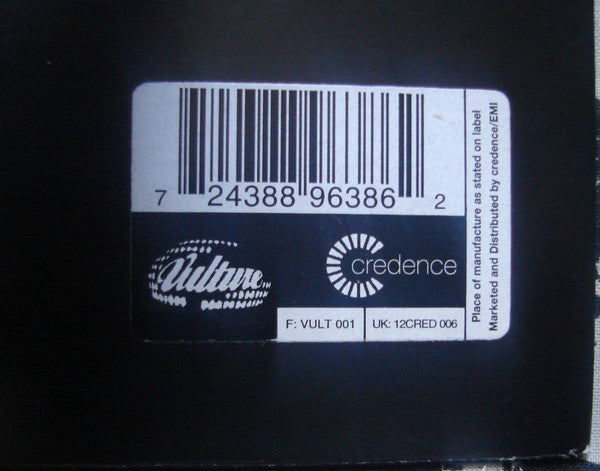 7 24388 96386 2
Vulture
credence
F: VULT 001
UK: 12CRED 006
Place of manufacture as stated on label
Marketed and Distributed by credence/EMI